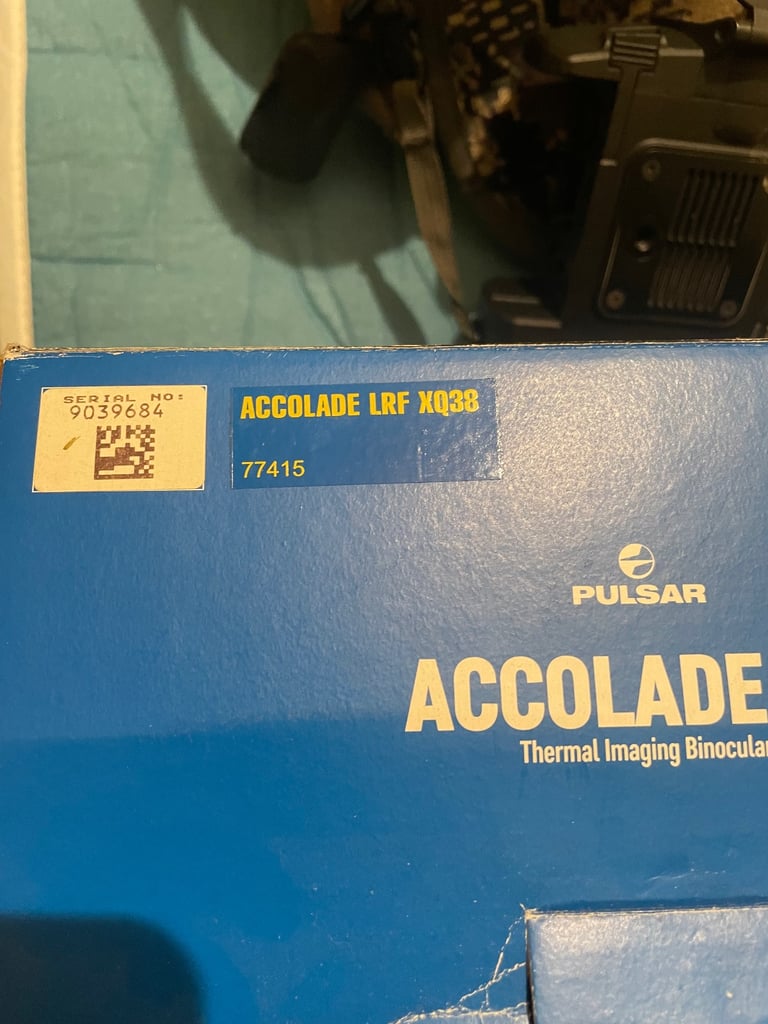 SERIAL NO:
9039684
ACCOLADE LRF XQ38
77415
PULSAR
ACCOLADE
Thermal Imaging Binocular